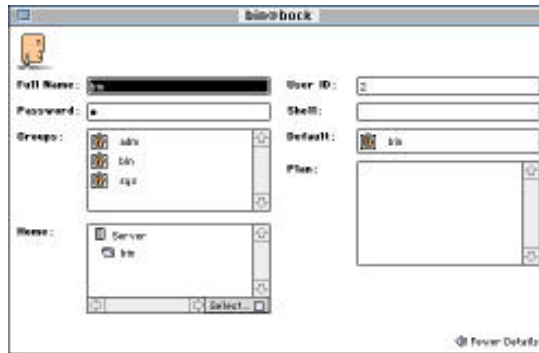 bin@bock
Full Name: bin
Password: •
Groups: adm
bin
sys
Home: Server
bin
Select...
User ID: 2
Shell:
Default: bin
Plan:
Fewer Details